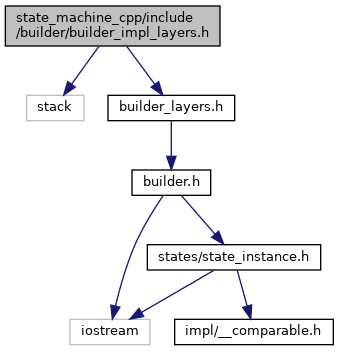 state_machine_cpp/include
/builder/builder_impl_layers.h
stack
builder_layers.h
builder.h
states/state_instance.h
iostream
impl/__comparable.h